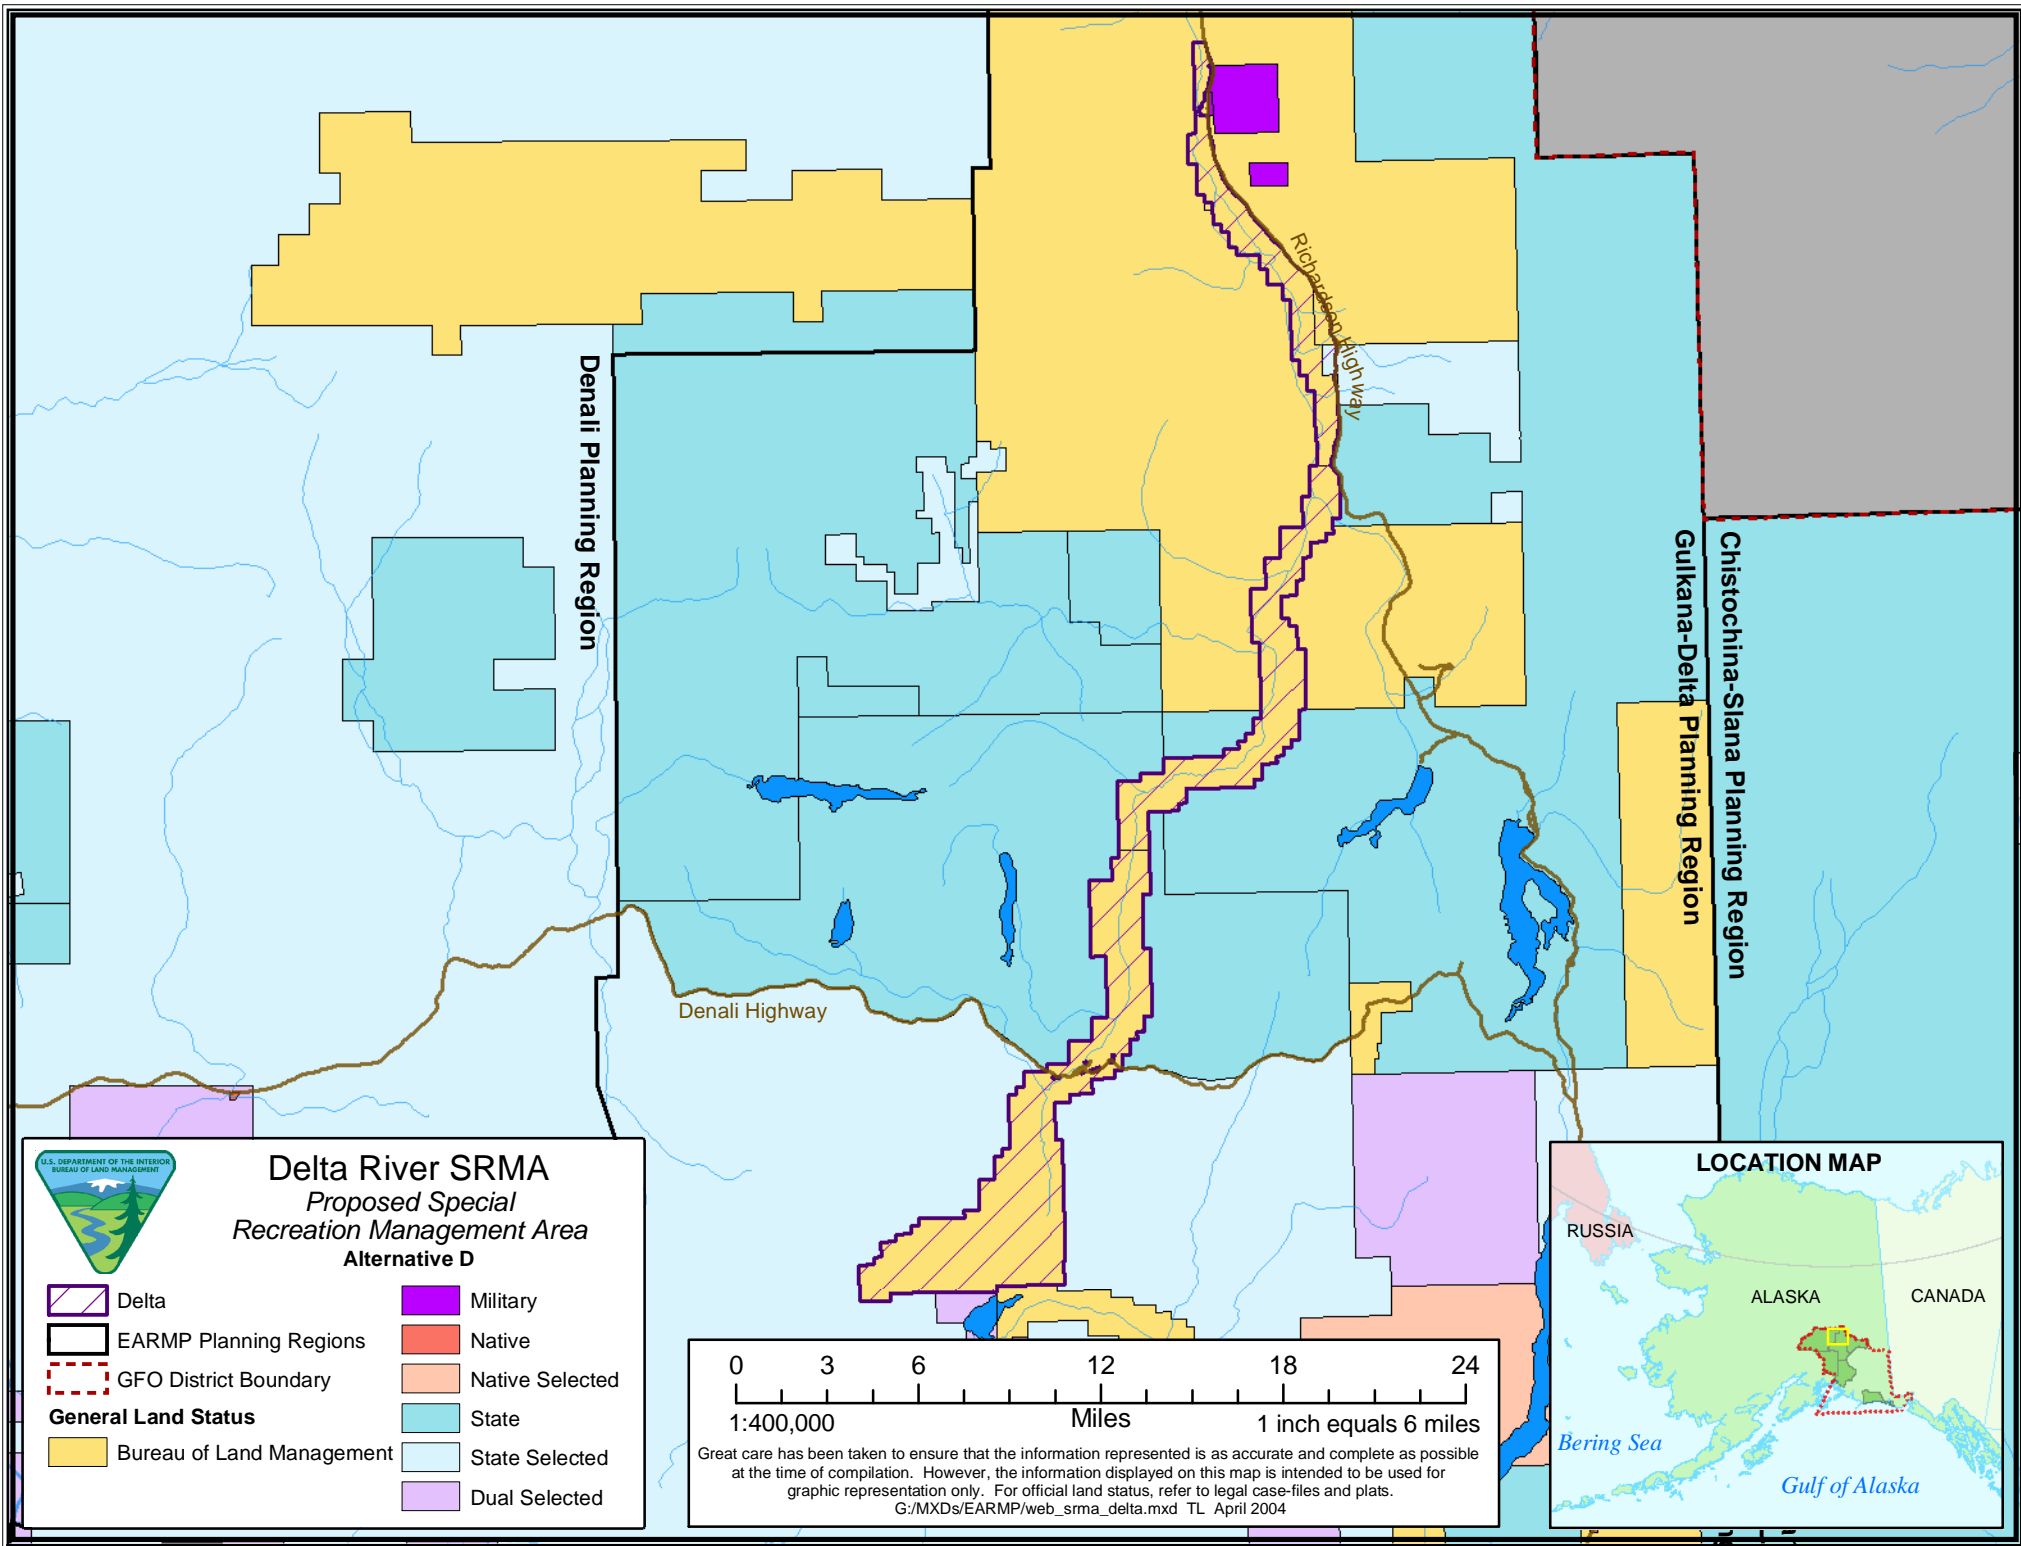 Richardson Highway
Denali Planning Region
Gulkana-Delta Planning Region
Chistochina-Slana Planning Region
Denali Highway
U.S. DEPARTMENT OF THE INTERIOR
BUREAU OF LAND MANAGEMENT
Delta River SRMA
Proposed Special
Recreation Management Area
Alternative D
Delta
EARMP Planning Regions
GFO District Boundary
General Land Status
Bureau of Land Management
Military
Native
Native Selected
State
State Selected
Dual Selected
0 3 6 12 18 24
1:400,000 Miles 1 inch equals 6 miles
Great care has been taken to ensure that the information represented is as accurate and complete as possible
at the time of compilation. However, the information displayed on this map is intended to be used for
graphic representation only. For official land status, refer to legal case-files and plats.
G:/MXDs/EARMP/web_srma_delta.mxd TL April 2004
LOCATION MAP
RUSSIA
ALASKA
CANADA
Bering Sea
Gulf of Alaska